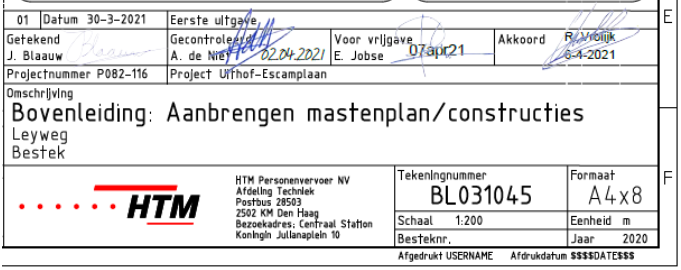 01 Datum 30-3-2021 Eerste uitgave
E
Getekend Gecontroleerd Voor vrijgave Akkoord R. Vrolijk
J. Blaauw A. de Niet 02.04.2021 E. Jobse 07apr21 6-4-2021
Projectnummer P082-116 Project Uithof-Escamplaan
Omschrijving
Bovenleiding: Aanbrengen mastenplan/constructies
Leyweg
Bestek
F
HTM
HTM Personenvervoer NV
Afdeling Techniek
Postbus 28503
2502 KM Den Haag
Bezoekadres: Centraal Station
Koningin Julianaplein 10
Tekeningnummer Formaat
BL031045 A4x8
Schaal 1:200 Eenheid m
Besteknr. Jaar 2020
Afgedrukt USERNAME Afdrukdatum $$$$DATE$$$